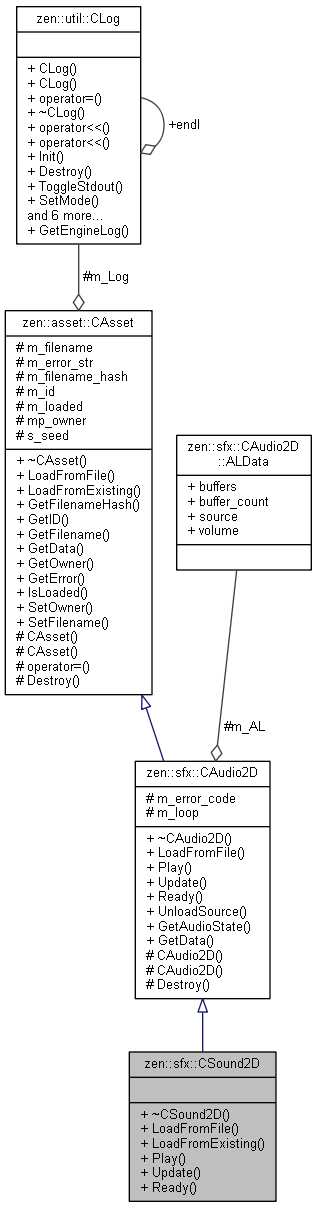 zen::util::CLog
+ CLog()
+ CLog()
+ operator=()
+ ~CLog()
+ operator<<()
+ operator<<()
+ Init()
+ Destroy()
+ ToggleStdout()
+ SetMode()
and 6 more...
+ GetEngineLog()
+endl
#m_Log
zen::asset::CAsset
# m_filename
# m_error_str
# m_filename_hash
# m_id
# m_loaded
# mp_owner
# s_seed
+ ~CAsset()
+ LoadFromFile()
+ LoadFromExisting()
+ GetFilenameHash()
+ GetID()
+ GetFilename()
+ GetData()
+ GetOwner()
+ GetError()
+ IsLoaded()
+ SetOwner()
+ SetFilename()
# CAsset()
# CAsset()
# operator=()
# Destroy()
zen::sfx::CAudio2D
::ALData
+ buffers
+ buffer_count
+ source
+ volume
#m_AL
zen::sfx::CAudio2D
# m_error_code
# m_loop
+ ~CAudio2D()
+ LoadFromFile()
+ Play()
+ Update()
+ Ready()
+ UnloadSource()
+ GetAudioState()
+ GetData()
# CAudio2D()
# CAudio2D()
# Destroy()
zen::sfx::CSound2D
+ ~CSound2D()
+ LoadFromFile()
+ LoadFromExisting()
+ Play()
+ Update()
+ Ready()